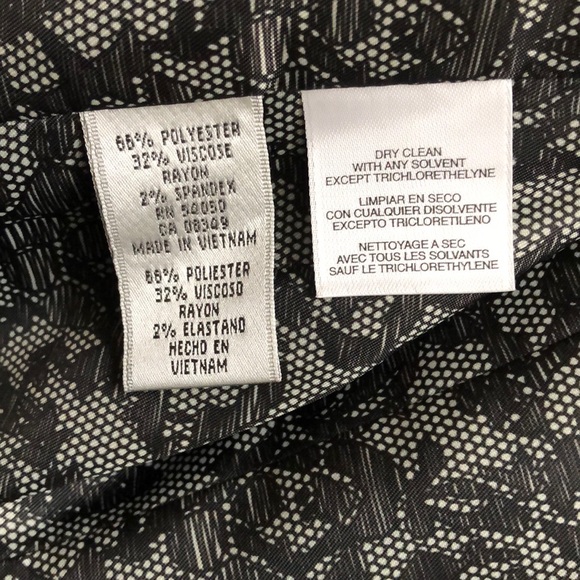 66% POLYESTER
32% VISCOSE
RAYON
2% SPANDEX
RN 54050
CA 08349
MADE IN VIETNAM
66% POLIESTER
32% VISCOSO
RAYON
2% ELASTANO
HECHO EN
VIETNAM
DRY CLEAN
WITH ANY SOLVENT
EXCEPT TRICHLORETHELYNE
LIMPIAR EN SECO
CON CUALQUIER DISOLVENTE
EXCEPTO TRICLORETILENO
NETTOYAGE A SEC
AVEC TOUS LES SOLVANTS
SAUF LE TRICHLORETHYLENE